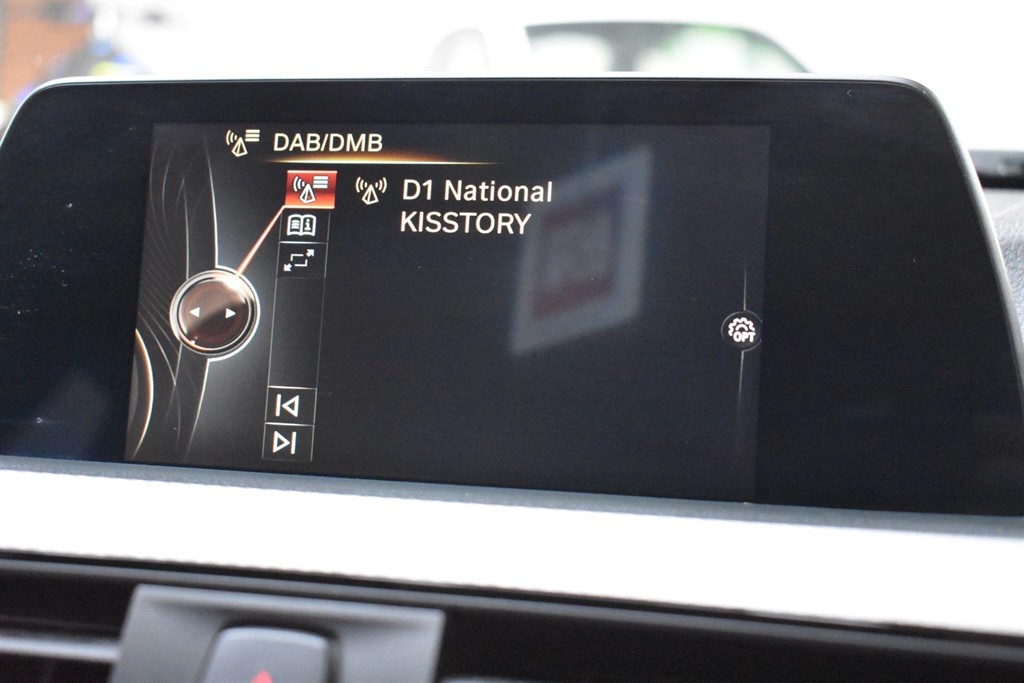 DAB/DMB
D1 National
KISSTORY
OPT